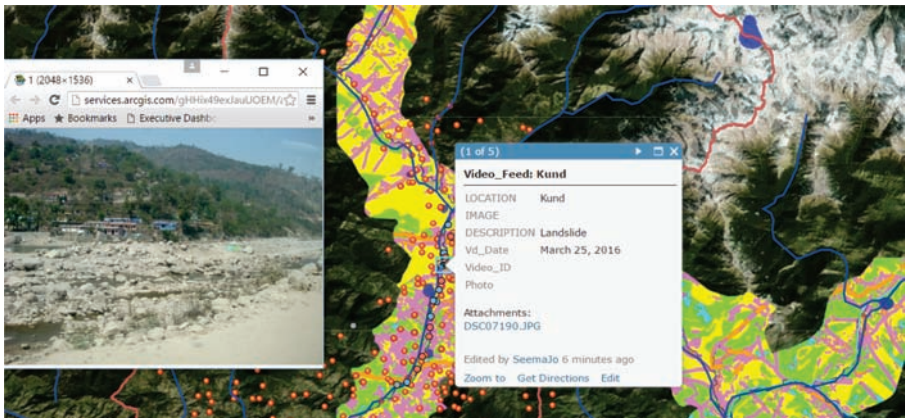 1 (2048×1536)
services.arcgis.com/gHHiv49exJauUOEM/
Apps Bookmarks Executive Dashb
(1 of 5)
Video_Feed: Kund
LOCATION Kund
IMAGE
DESCRIPTION Landslide
Vd_Date March 25, 2016
Video_ID
Photo
Attachments:
DSC07190.JPG
Edited by SeemaJo 6 minutes ago
Zoom to Get Directions Edit